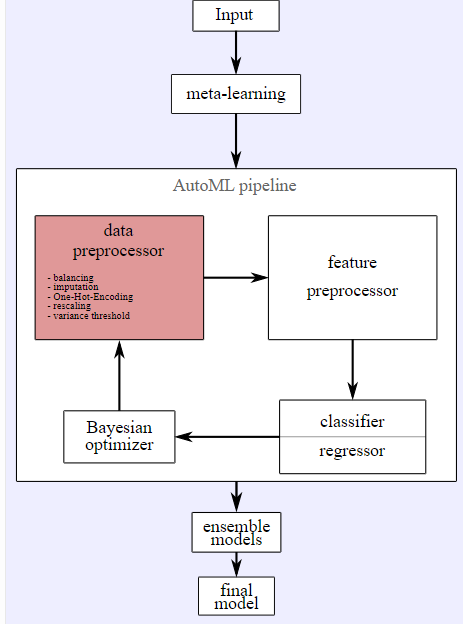 Input
meta-learning
AutoML pipeline
data
preprocessor
- balancing
- imputation
- One-Hot-Encoding
- rescaling
- variance threshold
feature
preprocessor
classifier
regressor
Bayesian
optimizer
ensemble
models
final
model